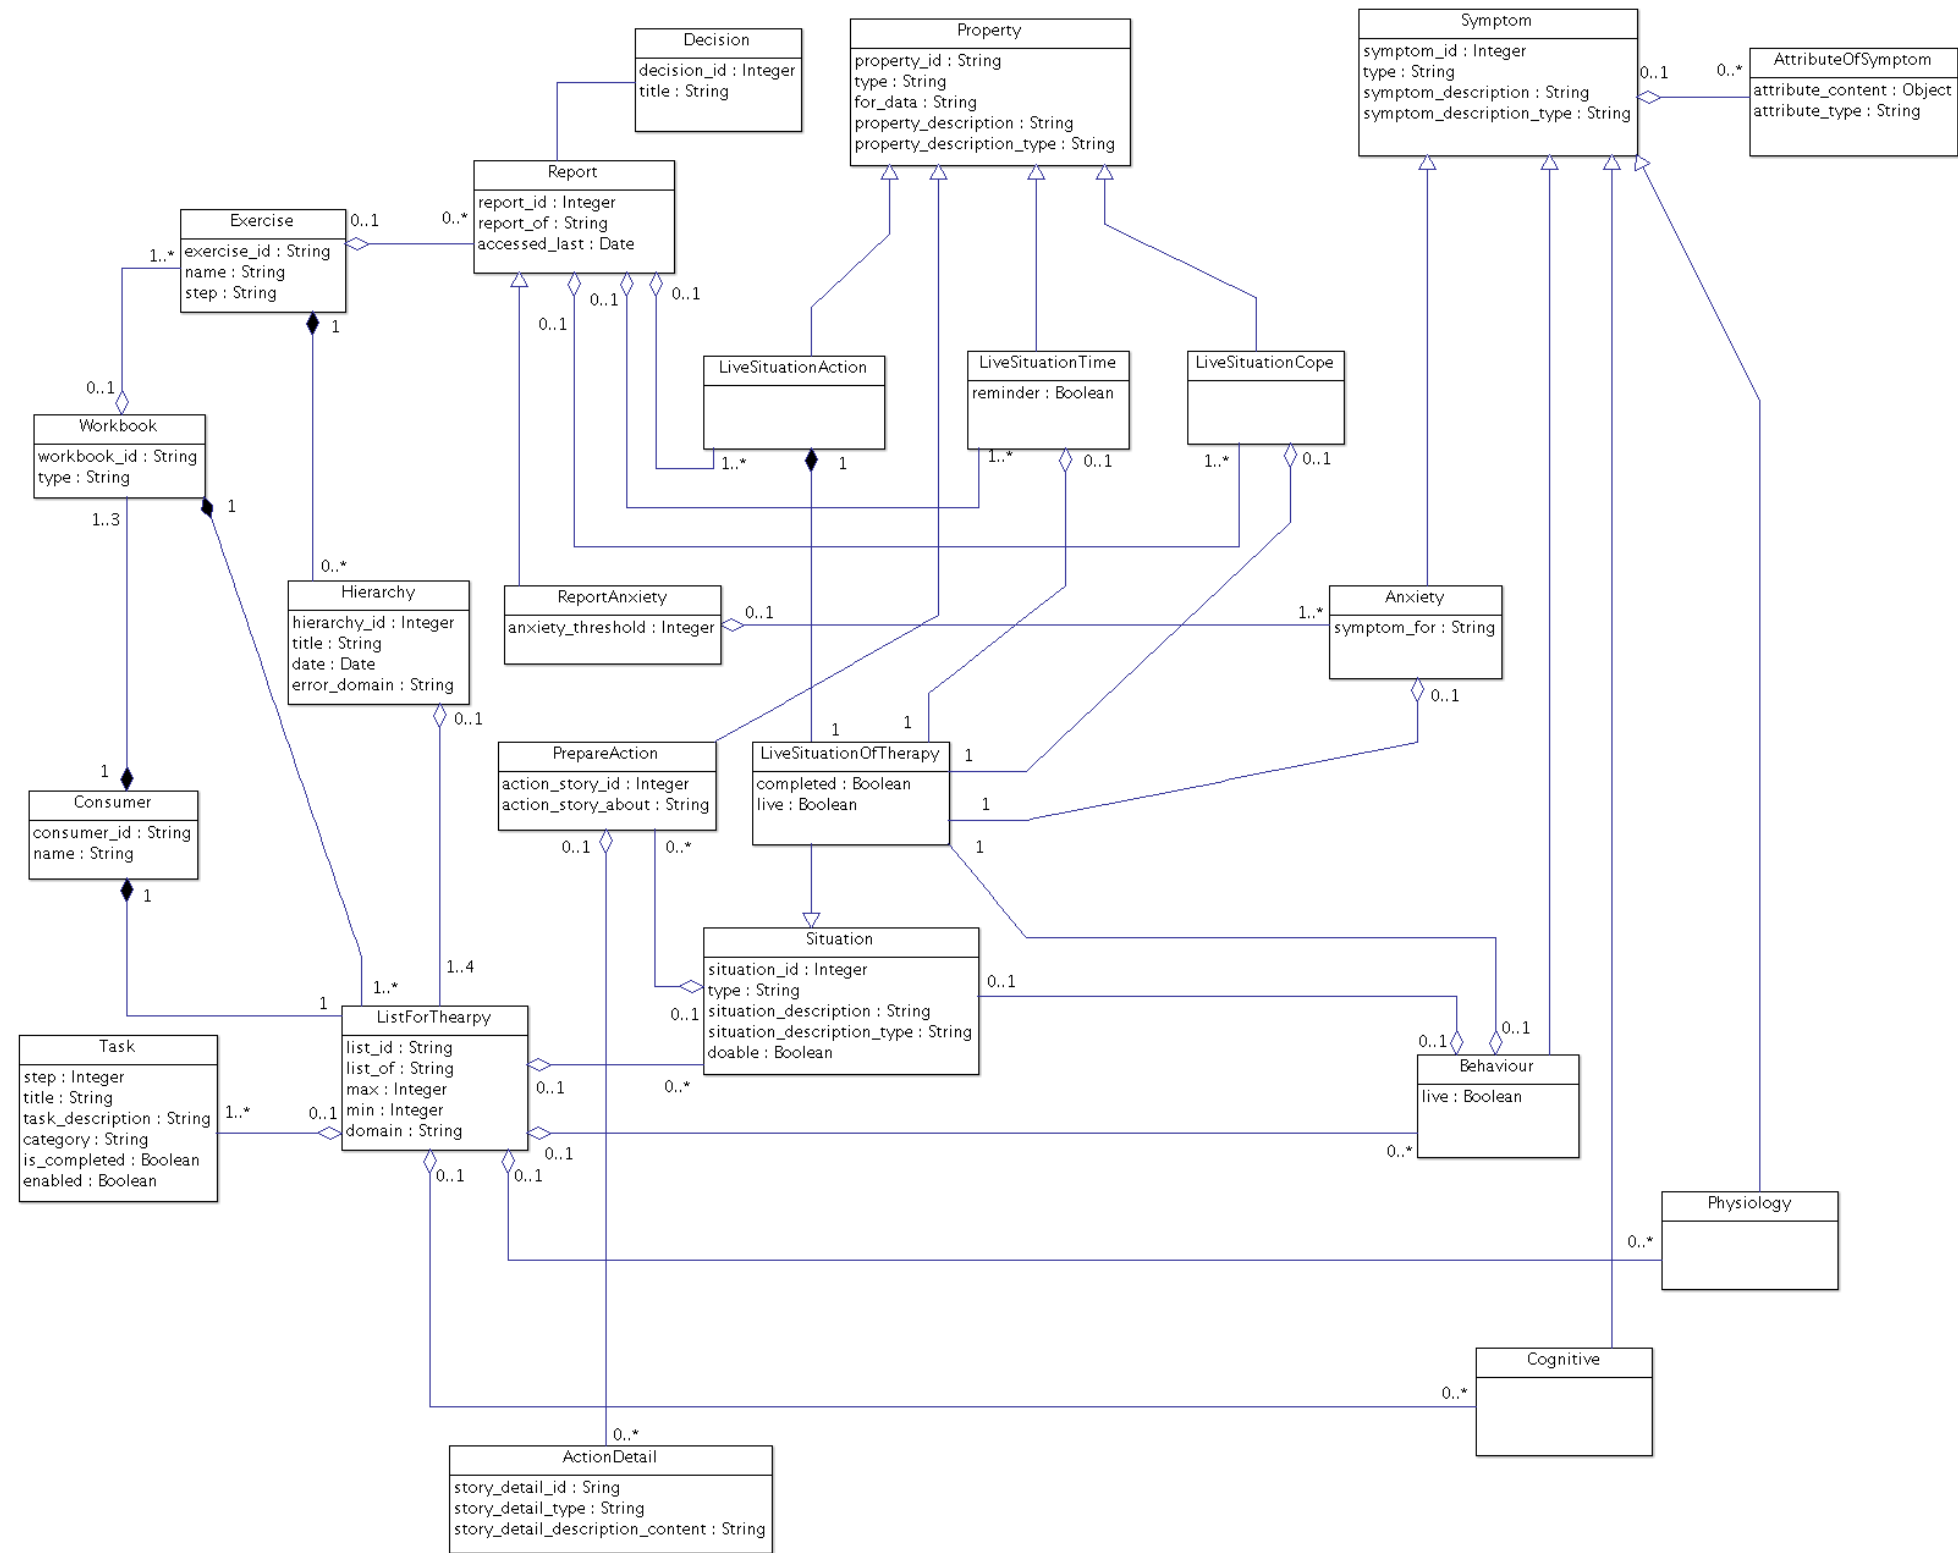 Decision
decision_id : Integer
title : String
Property
property_id : String
type : String
for_data : String
property_description : String
property_description_type : String
Symptom
symptom_id : Integer
type : String
symptom_description : String
symptom_description_type : String
0..1
0..*
AttributeOfSymptom
attribute_content : Object
attribute_type : String
Report
report_id : Integer
report_of : String
accessed_last : Date
Exercise
exercise_id : String
name : String
step : String
0..1
0..*
1..*
1
0..1
0..1
0..1
0..1
Workbook
workbook_id : String
type : String
1
1..3
LiveSituationAction
1..*
1
LiveSituationTime
reminder : Boolean
1..*
0..1
LiveSituationCope
1..*
0..1
0..*
Hierarchy
hierarchy_id : Integer
title : String
date : Date
error_domain : String
0..1
ReportAnxiety
anxiety_threshold : Integer
0..1
1..*
Anxiety
symptom_for : String
0..1
1
Consumer
consumer_id : String
name : String
1
PrepareAction
action_story_id : Integer
action_story_about : String
0..1
0..*
1
1
LiveSituationOfTherapy
completed : Boolean
live : Boolean
1
1
1
Situation
situation_id : Integer
type : String
situation_description : String
situation_description_type : String
doable : Boolean
0..1
0..1
1..4
1..*
1
ListForThearpy
list_id : String
list_of : String
max : Integer
min : Integer
domain : String
0..1
0..*
0..1
0..1
Behaviour
live : Boolean
0..1
0..*
Task
step : Integer
title : String
task_description : String
category : String
is_completed : Boolean
enabled : Boolean
1..*
0..1
0..1
0..1
Physiology
0..*
Cognitive
0..*
0..*
ActionDetail
story_detail_id : Sring
story_detail_type : String
story_detail_description_content : String